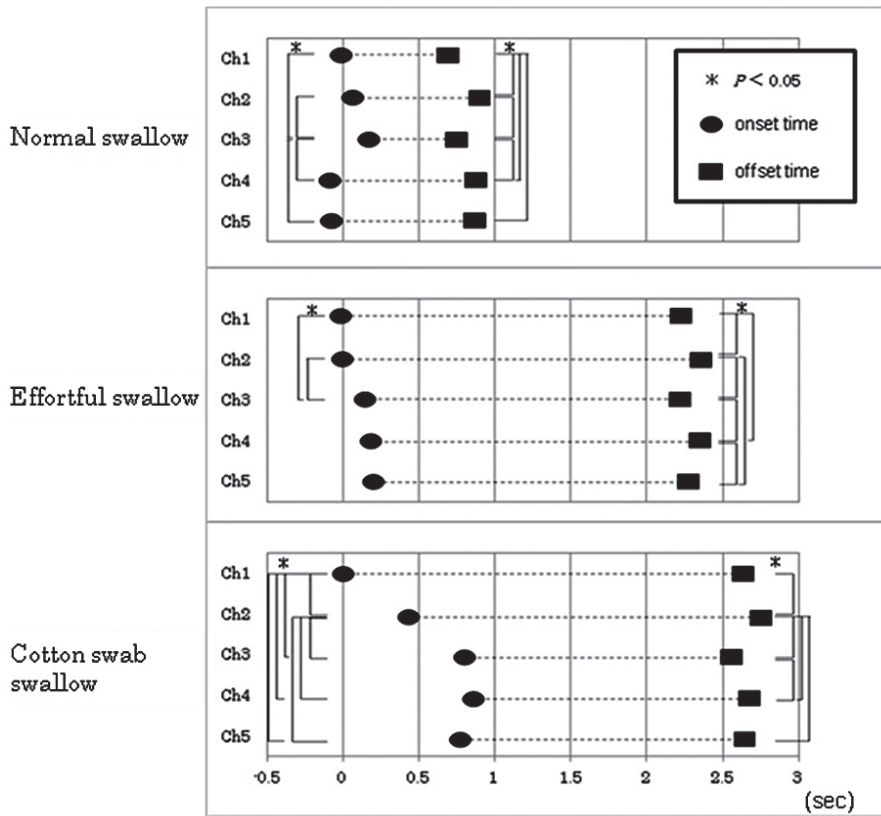 Normal swallow
Ch1
Ch2
Ch3
Ch4
Ch5
*
*
* P < 0.05
onset time
offset time
Effortful swallow
Ch1
Ch2
Ch3
Ch4
Ch5
*
*
Cotton swab
swallow
Ch1
Ch2
Ch3
Ch4
Ch5
*
*
-0.5 0 0.5 1 1.5 2 2.5 3
(sec)